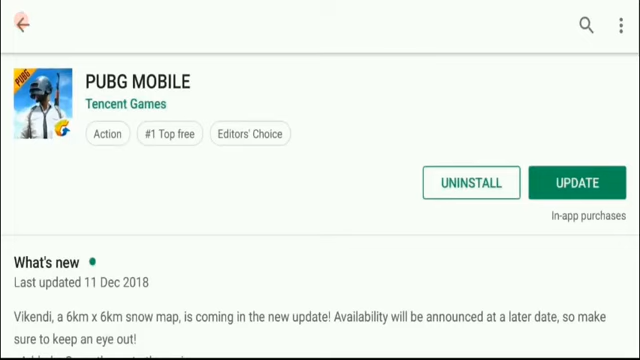 PUBG
PUBG MOBILE
Tencent Games
Action
#1 Top free
Editors' Choice
UNINSTALL
UPDATE
In-app purchases
What's new
Last updated 11 Dec 2018
Vikendi, a 6km x 6km snow map, is coming in the new update! Availability will be announced at a later date, so make
sure to keep an eye out!